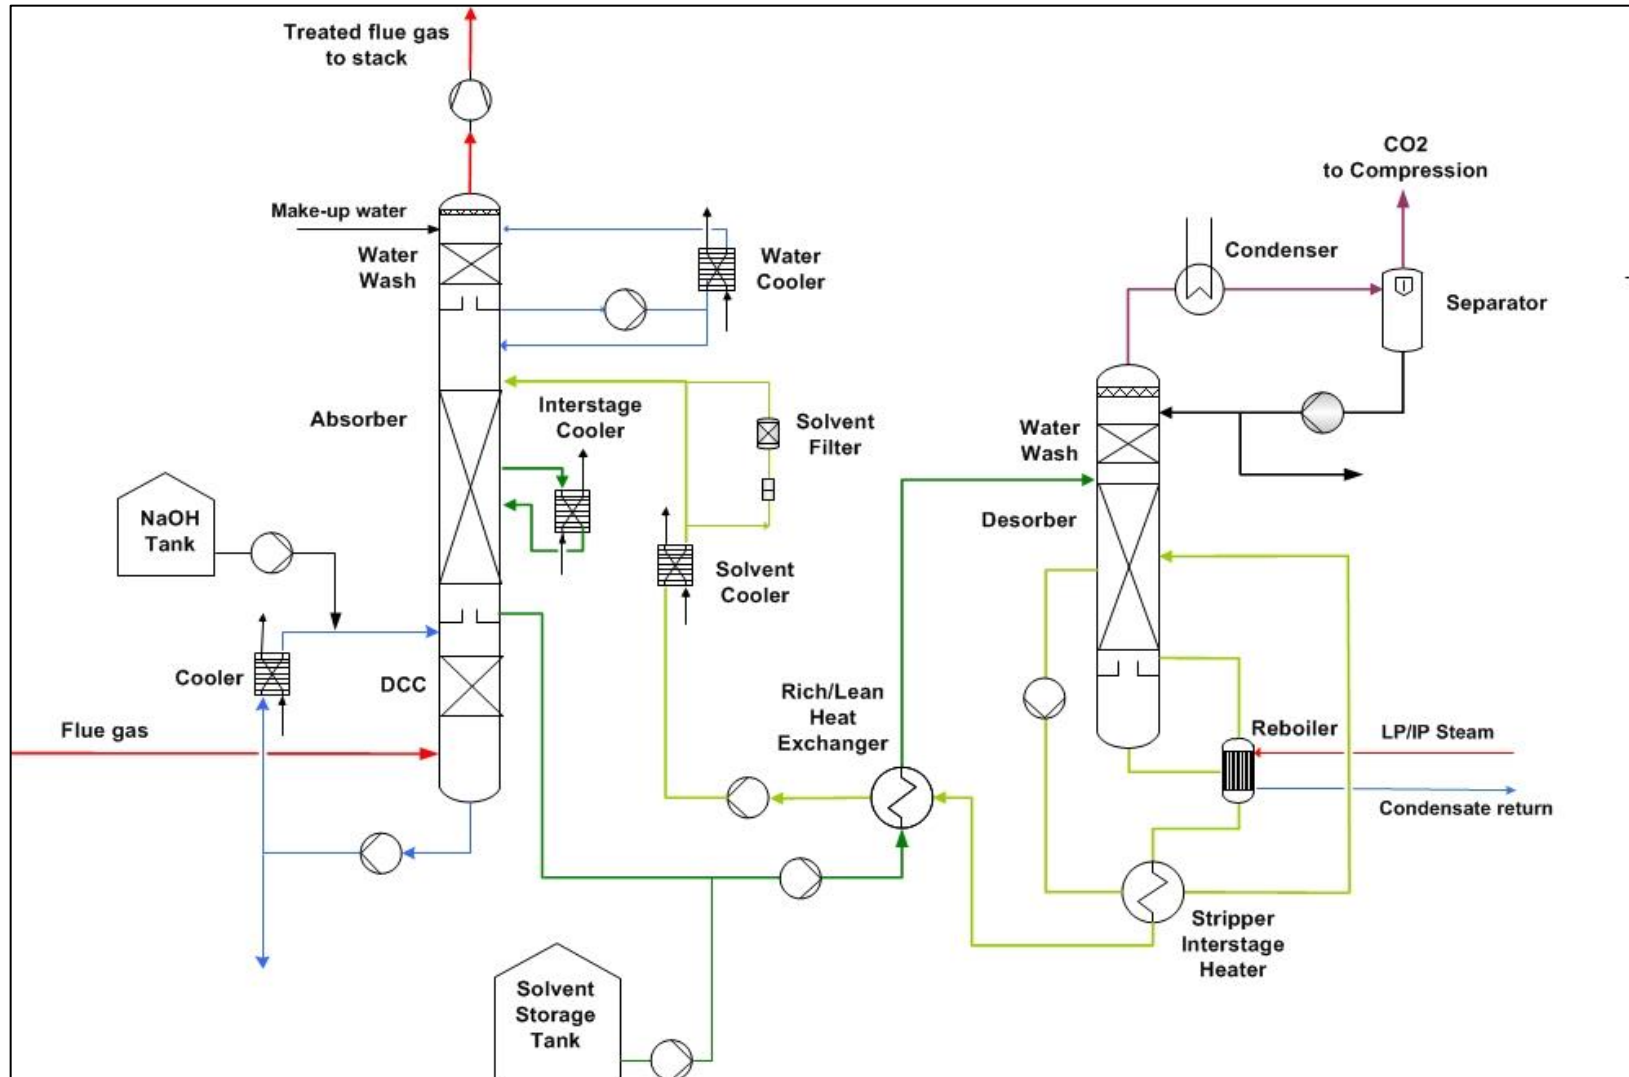 Treated flue gas
to stack
Make-up water
Water
Wash
Water
Cooler
Absorber
Interstage
Cooler
Solvent
Filter
NaOH
Tank
Solvent
Cooler
Cooler
DCC
Flue gas
Rich/Lean
Heat
Exchanger
Solvent
Storage
Tank
CO2
to Compression
Condenser
Separator
Water
Wash
Desorber
Reboiler
LP/IP Steam
Condensate return
Stripper
Interstage
Heater